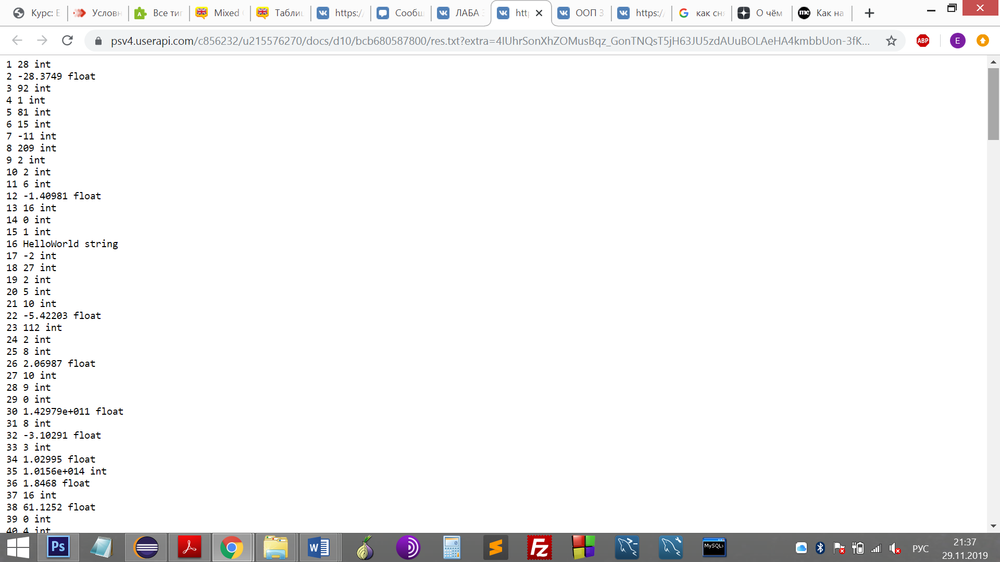 Курс: Е
Условн
Все тиг
Mixed
Таблиц
https:/
Сообщ
ЛАБА
htt
ООП З
https:/
как сня
О чём
Как на
psv4.userapi.com/c856232/u215576270/docs/d10/bcb680587800/res.txt?extra=4IUhrSonXhZOMusBqz_GonTNQsT5jH63JU5zdAUuBOLAeHA4kmbbUon-3fK...
ABP
E
1 28 int
2 -28.3749 float
3 92 int
4 1 int
5 81 int
6 15 int
7 -11 int
8 209 int
9 2 int
10 2 int
11 6 int
12 -1.40981 float
13 16 int
14 0 int
15 1 int
16 HelloWorld string
17 -2 int
18 27 int
19 2 int
20 5 int
21 10 int
22 -5.42203 float
23 112 int
24 2 int
25 8 int
26 2.06987 float
27 10 int
28 9 int
29 0 int
30 1.42979e+011 float
31 8 int
32 -3.10291 float
33 3 int
34 1.02995 float
35 1.0156e+014 int
36 1.8468 float
37 16 int
38 61.1252 float
39 0 int
40 4 int
Ps
W
Fz
MySQL>
РУС
21:37
29.11.2019